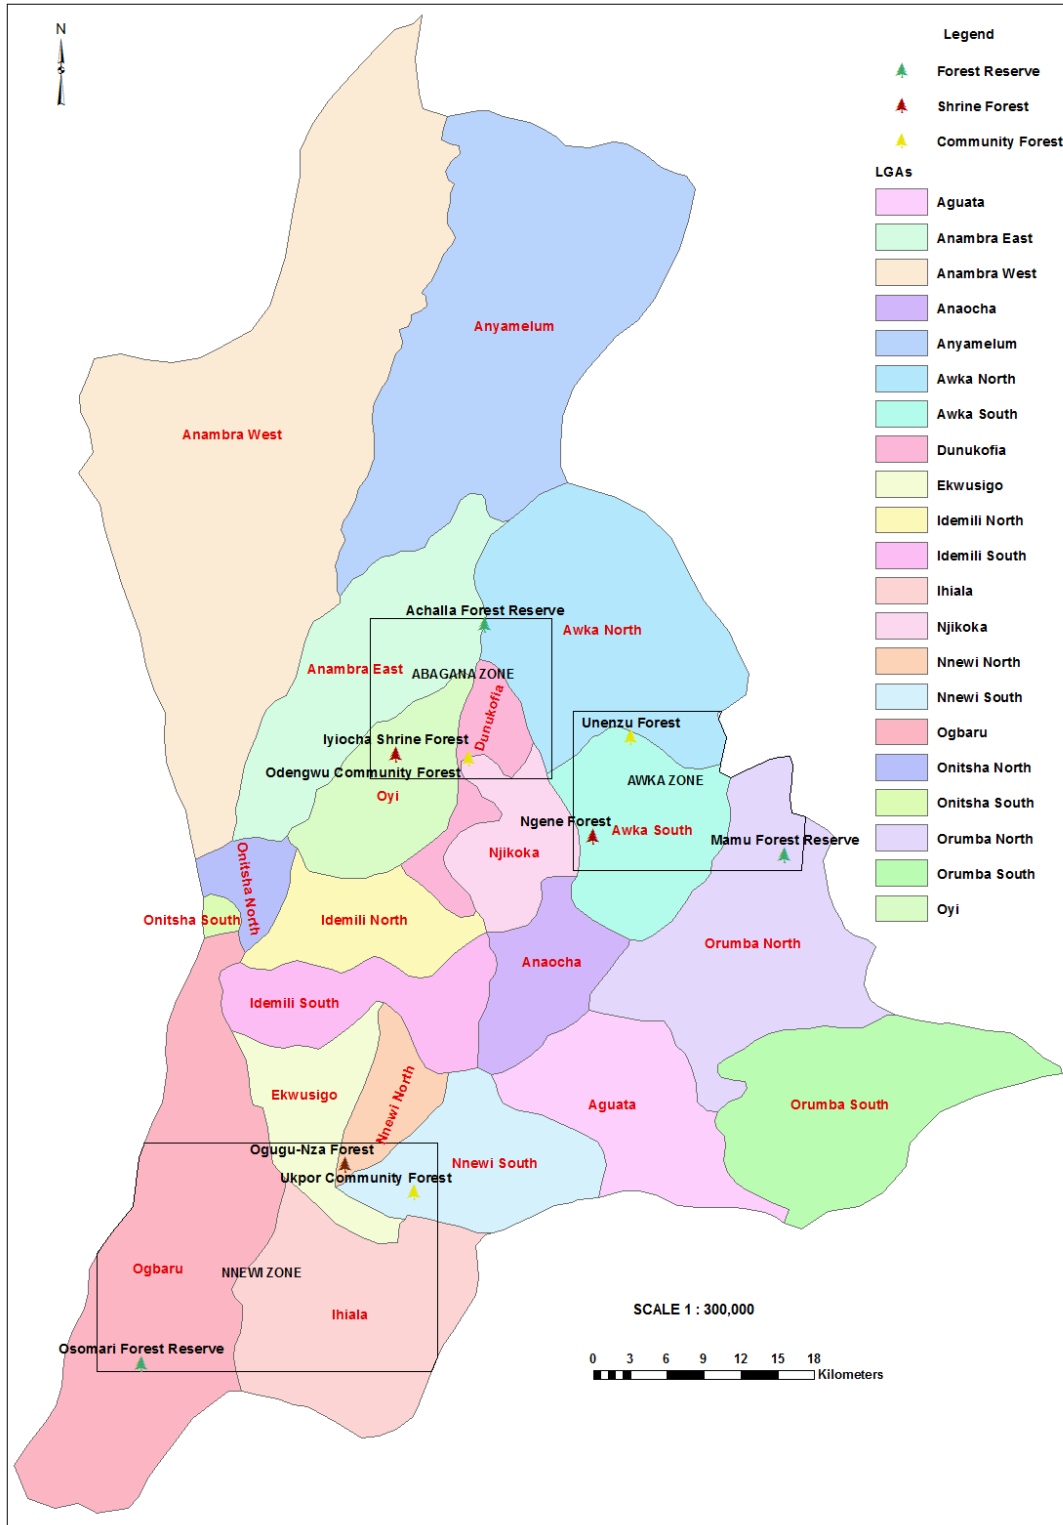 N
S
Legend
Forest Reserve
Shrine Forest
Community Forest
LGAs
Aguata
Anambra East
Anambra West
Anaocha
Anyamelum
Awka North
Awka South
Dunukofia
Ekwusigo
Idemili North
Idemili South
Ihiala
Njikoka
Nnewi North
Nnewi South
Ogbaru
Onitsha North
Onitsha South
Orumba North
Orumba South
Oyi
Anyamelum
Anambra West
Achalla Forest Reserve
Awka North
Anambra East
ABAGANA ZONE
Dunukofia
Unenzu Forest
Iyiocha Shrine Forest
Odengwu Community Forest
AWKA ZONE
Oyi
Ngene Forest
Awka South
Mamu Forest Reserve
Njikoka
Onitsha North
Onitsha South
Idemili North
Orumba North
Anaocha
Idemili South
Ekwusigo
Nnewi North
Aguata
Orumba South
Ogugu-Nza Forest
Nnewi South
Ukpor Community Forest
Ogbaru
NNEWI ZONE
Ihiala
SCALE 1 : 300,000
Osomari Forest Reserve
0 3 6 9 12 15 18
Kilometers